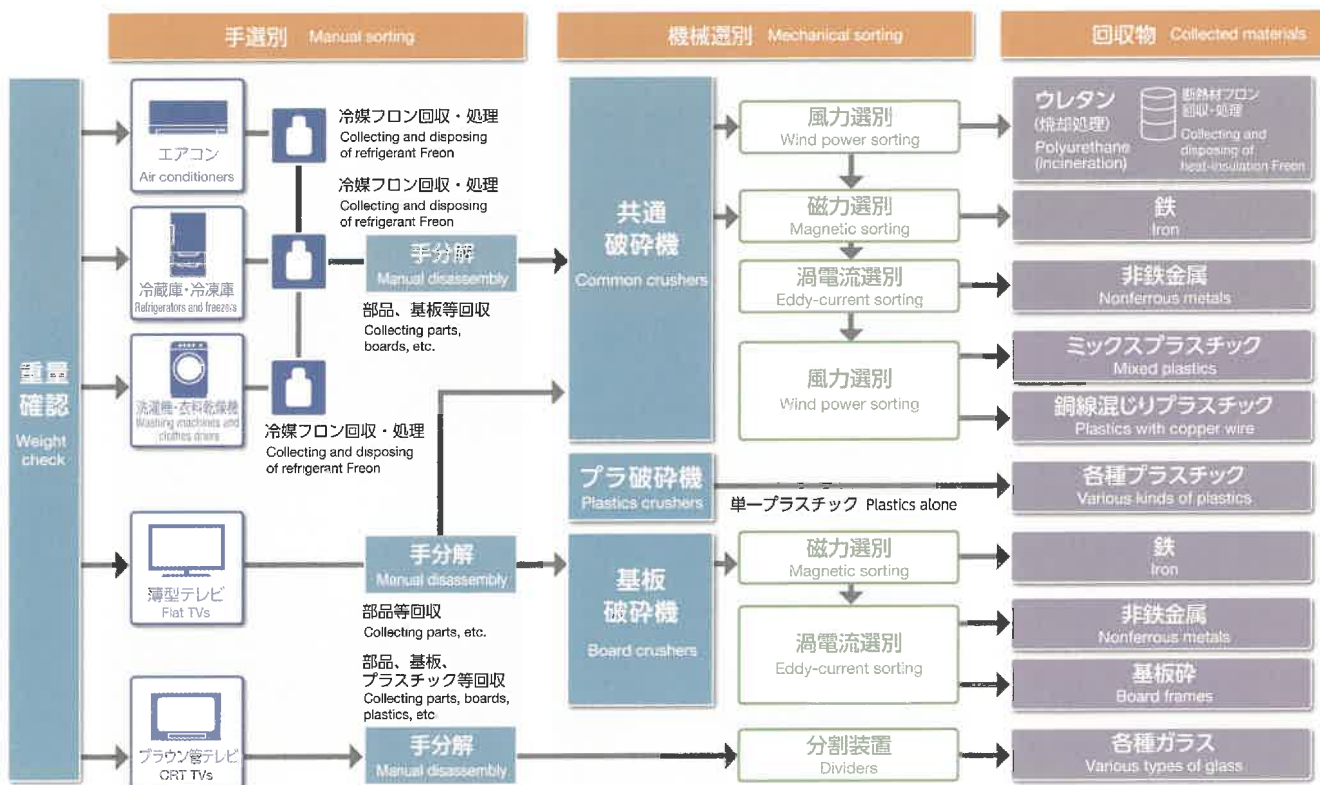 手選別 Manual sorting
機械選別 Mechanical sorting
回収物 Collected materials
重量
確認
Weight
check
エアコン
Air conditioners
冷蔵庫・冷凍庫
Refrigerators and freezers
洗濯機・衣料乾燥機
Washing machines and
clothes driers
薄型テレビ
Flat TVs
ブラウン管テレビ
CRT TVs
冷媒フロン回収・処理
Collecting and disposing
of refrigerant Freon
冷媒フロン回収・処理
Collecting and disposing
of refrigerant Freon
手分解
Manual disassembly
部品、基板等回収
Collecting parts,
boards, etc.
冷媒フロン回収・処理
Collecting and disposing
of refrigerant Freon
手分解
Manual disassembly
部品等回収
Collecting parts, etc.
部品、基板、
プラスチック等回収
Collecting parts, boards,
plastics, etc
手分解
Manual disassembly
共通
破砕機
Common crushers
プラ破砕機
Plastics crushers
単一プラスチック Plastics alone
基板
破砕機
Board crushers
風力選別
Wind power sorting
磁力選別
Magnetic sorting
渦電流選別
Eddy-current sorting
風力選別
Wind power sorting
磁力選別
Magnetic sorting
渦電流選別
Eddy-current sorting
分割装置
Dividers
ウレタン
(焼却処理)
Polyurethane
(incineration)
断熱材フロン
回収・処理
Collecting and
disposing of
heat-insulation Freon
鉄
Iron
非鉄金属
Nonferrous metals
ミックスプラスチック
Mixed plastics
銅線混じりプラスチック
Plastics with copper wire
各種プラスチック
Various kinds of plastics
鉄
Iron
非鉄金属
Nonferrous metals
基板砕
Board frames
各種ガラス
Various types of glass